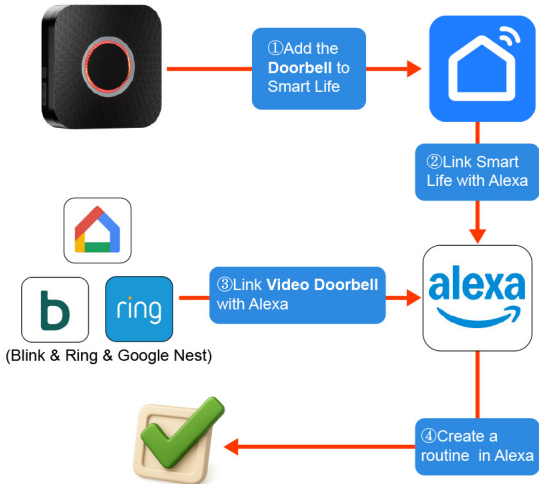 ①Add the
Doorbell to
Smart Life
②Link Smart
Life with Alexa
③Link Video Doorbell
with Alexa
b
ring
alexa
(Blink & Ring & Google Nest)
④Create a
routine in Alexa